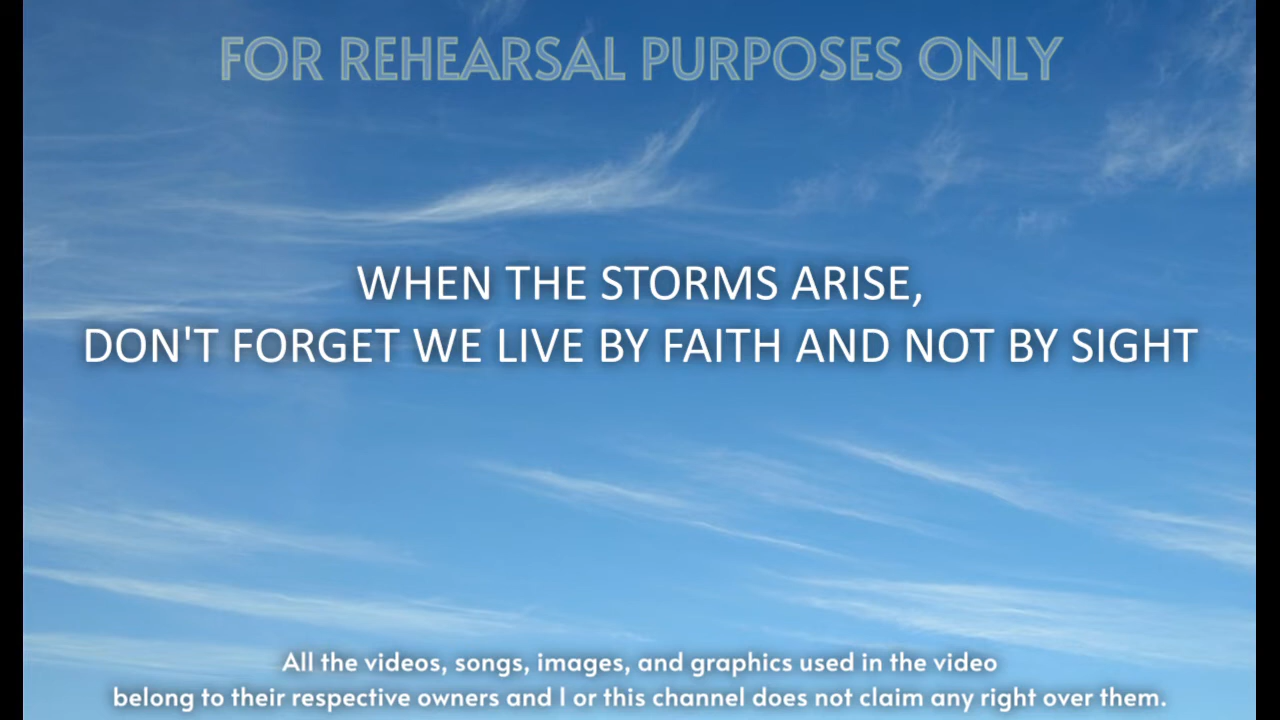 FOR REHEARSAL PURPOSES ONLY
WHEN THE STORMS ARISE,
DON'T FORGET WE LIVE BY FAITH AND NOT BY SIGHT
All the videos, songs, images, and graphics used in the video
belong to their respective owners and I or this channel does not claim any right over them.